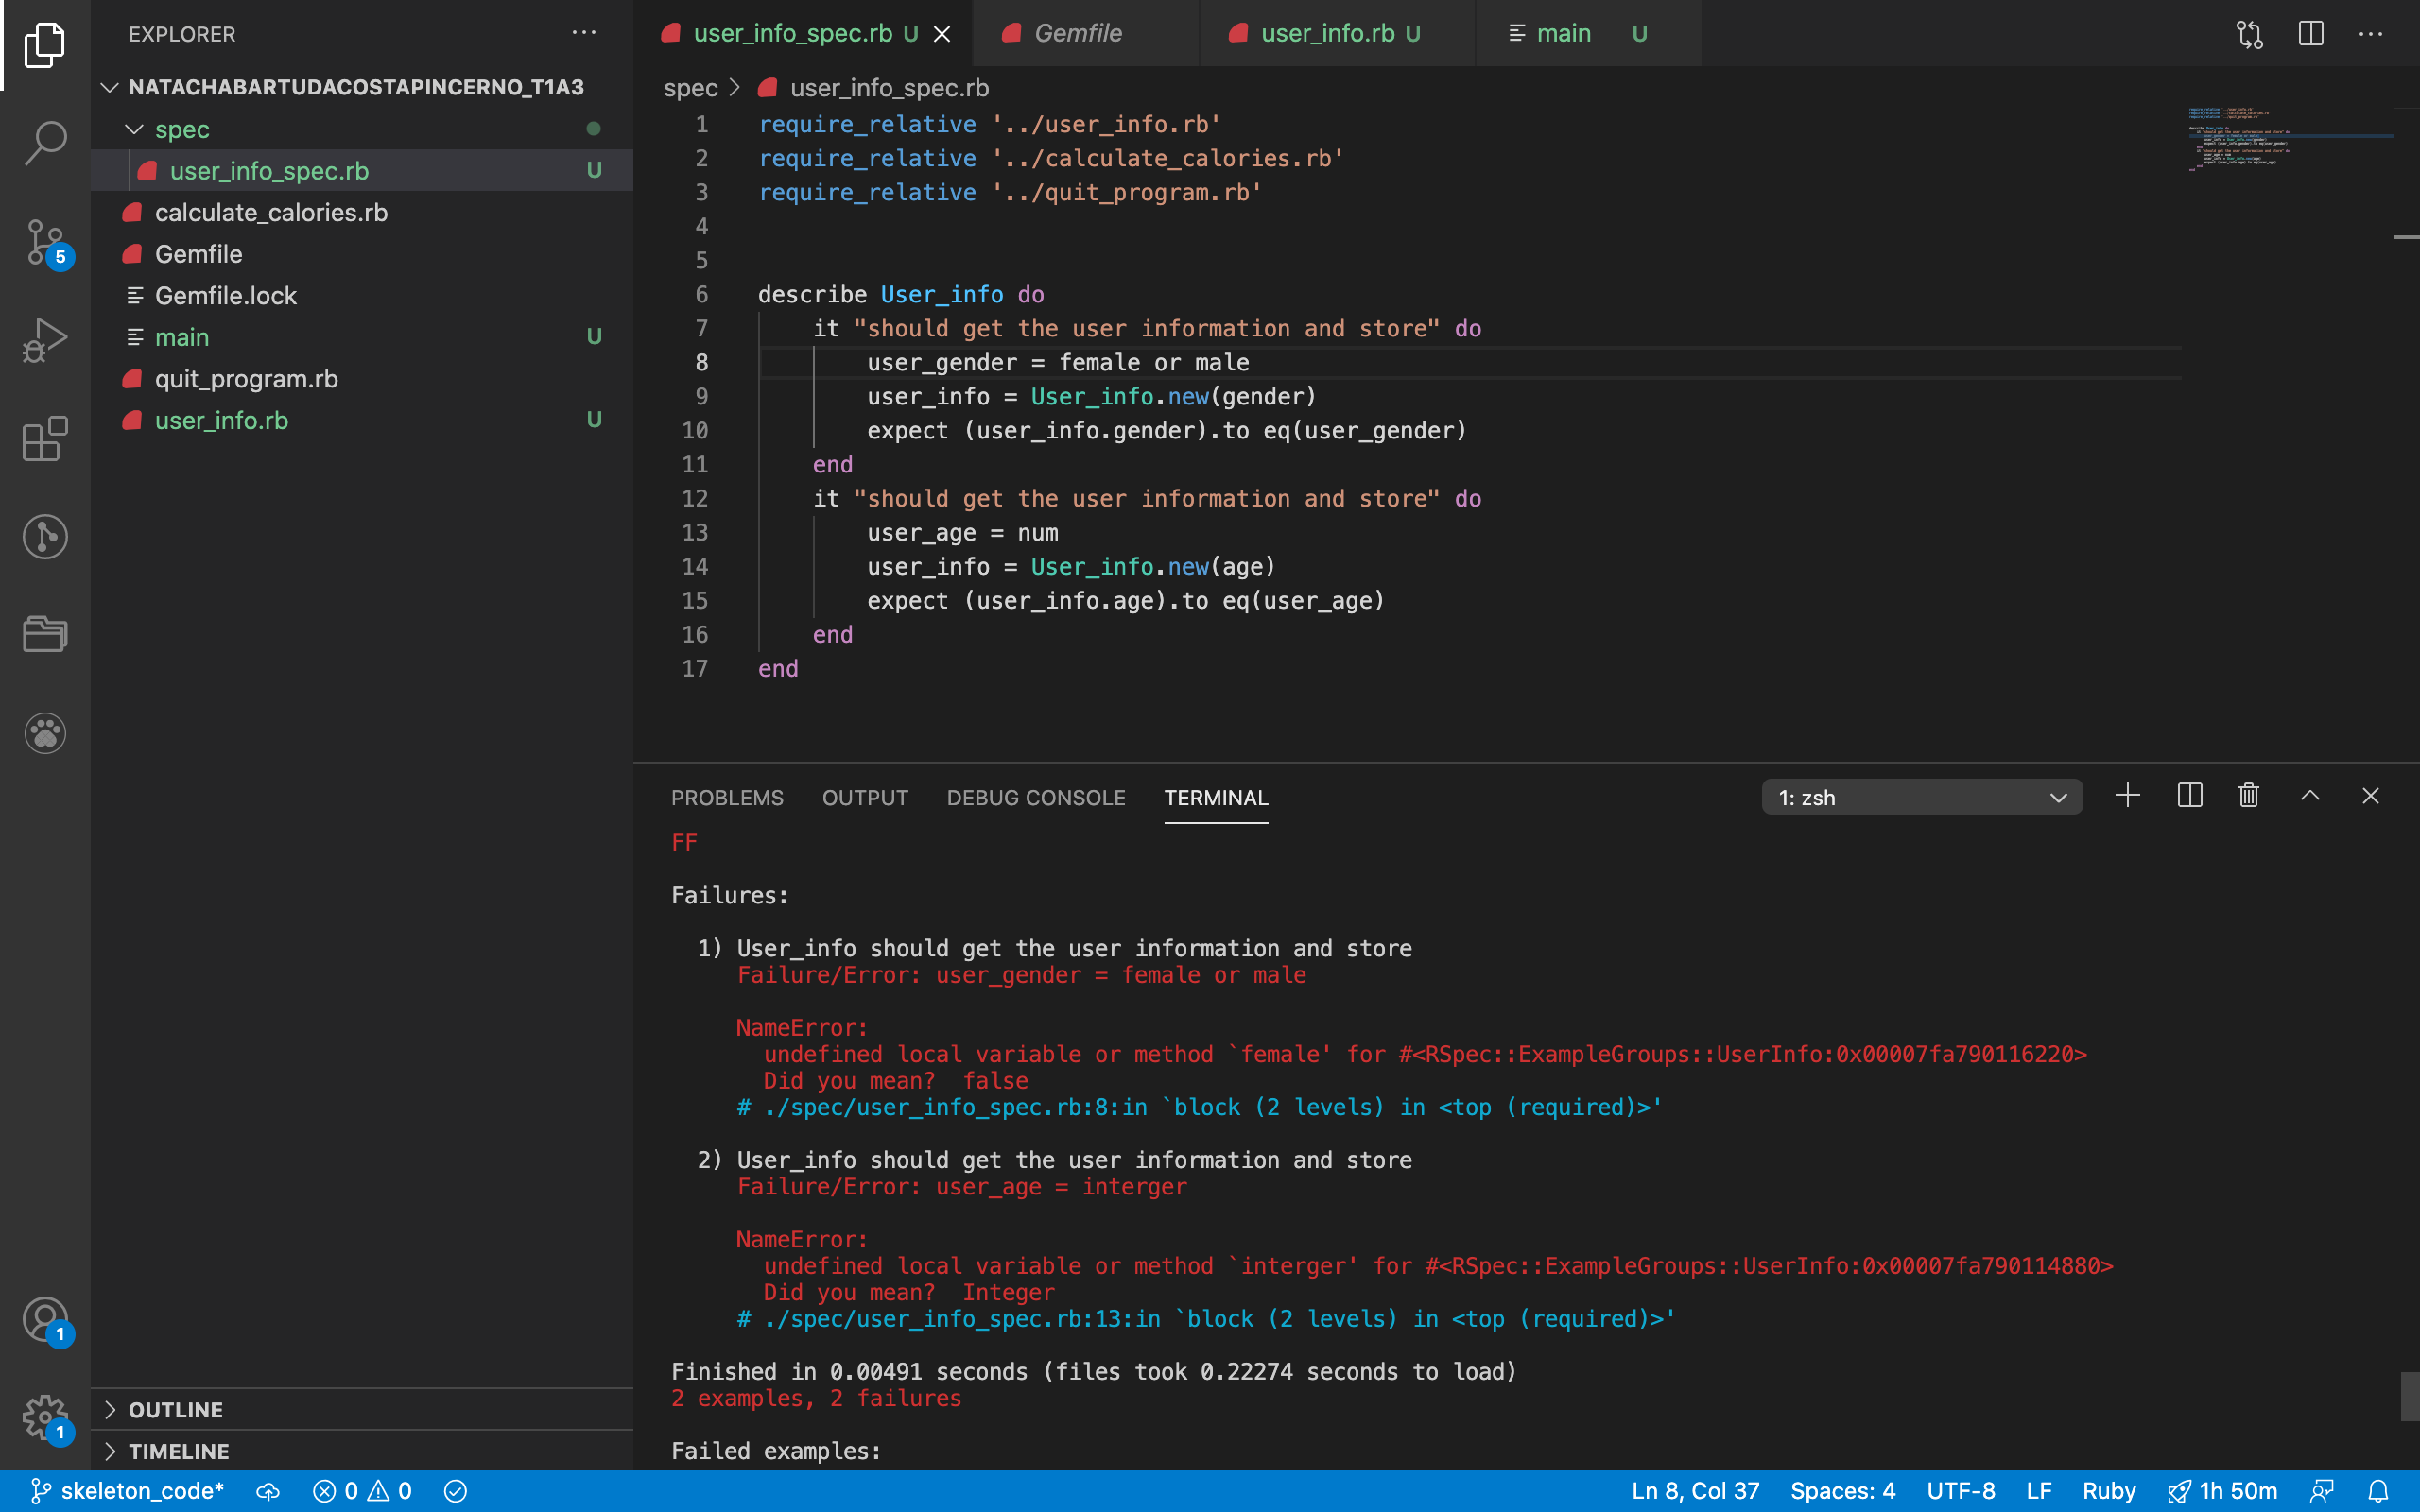 EXPLORER
NATACHABARTUDACOSTAPINCERNO_T1A3
spec
user_info_spec.rb U
calculate_calories.rb
Gemfile
Gemfile.lock
main U
quit_program.rb
user_info.rb U
OUTLINE
TIMELINE
5
1
1
user_info_spec.rb U Gemfile user_info.rb U main U
spec > user_info_spec.rb
1 require_relative '../user_info.rb'
2 require_relative '../calculate_calories.rb'
3 require_relative '../quit_program.rb'
4
5
6 describe User_info do
7 it "should get the user information and store" do
8 user_gender = female or male
9 user_info = User_info.new(gender)
10 expect (user_info.gender).to eq(user_gender)
11 end
12 it "should get the user information and store" do
13 user_age = num
14 user_info = User_info.new(age)
15 expect (user_info.age).to eq(user_age)
16 end
17 end
PROBLEMS OUTPUT DEBUG CONSOLE TERMINAL 1: zsh
FF
Failures:
1) User_info should get the user information and store
Failure/Error: user_gender = female or male
NameError:
undefined local variable or method `female' for #<RSpec::ExampleGroups::UserInfo:0x00007fa790116220>
Did you mean?  false
# ./spec/user_info_spec.rb:8:in `block (2 levels) in <top (required)>'
2) User_info should get the user information and store
Failure/Error: user_age = interger
NameError:
undefined local variable or method `interger' for #<RSpec::ExampleGroups::UserInfo:0x00007fa790114880>
Did you mean?  Integer
# ./spec/user_info_spec.rb:13:in `block (2 levels) in <top (required)>'
Finished in 0.00491 seconds (files took 0.22274 seconds to load)
2 examples, 2 failures
Failed examples:
skeleton_code* 0 0 Ln 8, Col 37 Spaces: 4 UTF-8 LF Ruby 1h 50m